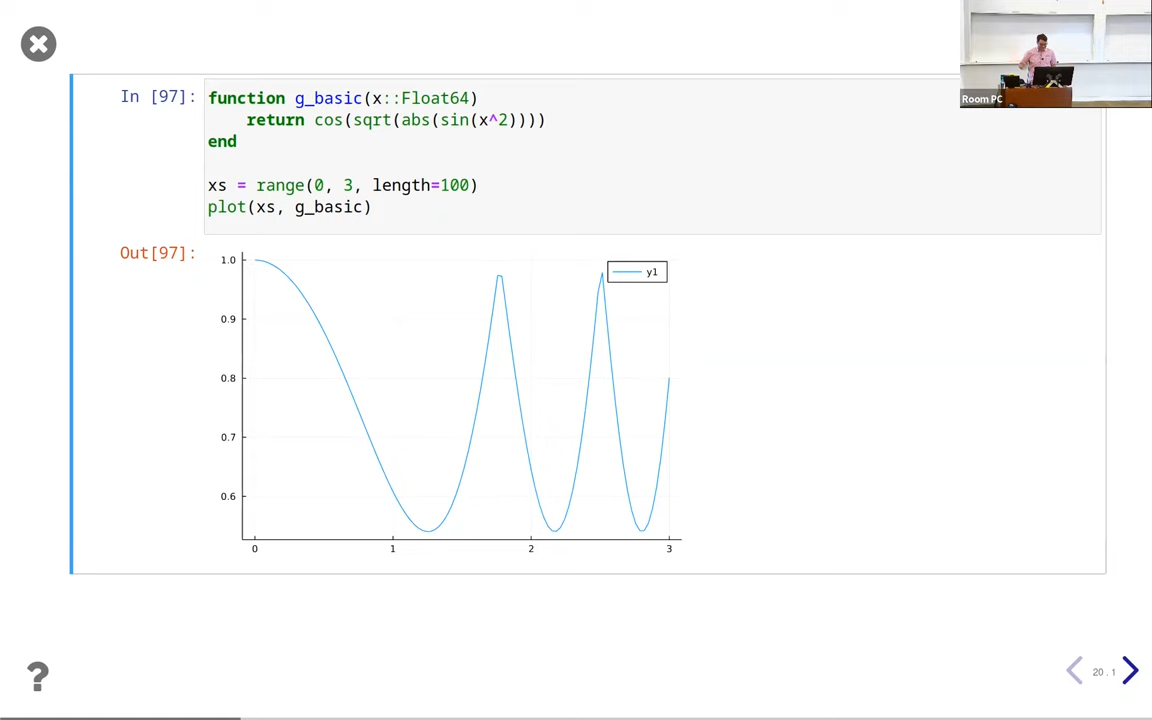 In [97]:
function g_basic(x::Float64)
    return cos(sqrt(abs(sin(x^2))))
end
xs = range(0, 3, length=100)
plot(xs, g_basic)
Out[97]:
1.0
0.9
0.8
0.7
0.6
0
1
2
3
y1
Room PC
?
20.1